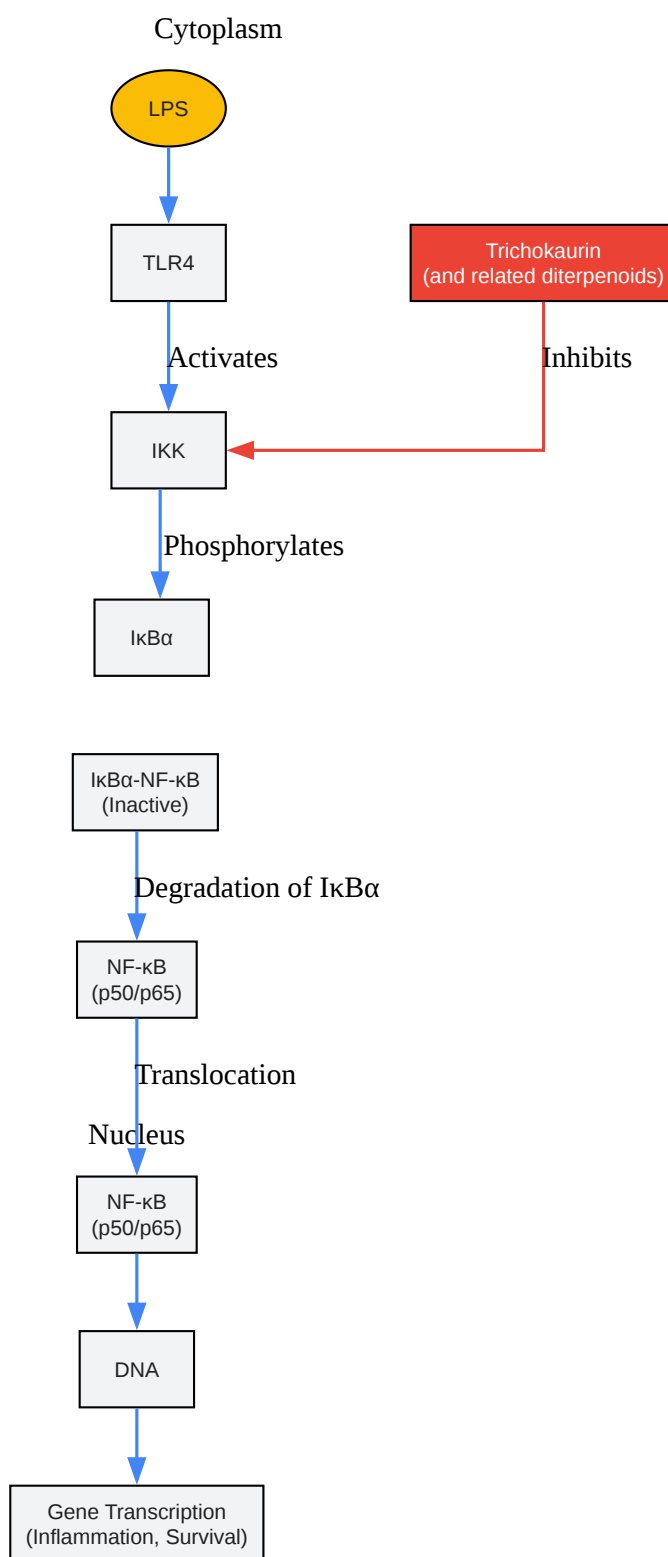 Cytoplasm
LPS
TLR4
Trichokaurin
(and related diterpenoids)
Activates
Inhibits
IKK
Phosphorylates
IκBα
IκBα-NF-κB
(Inactive)
Degradation of IκBα
NF-κB
(p50/p65)
Translocation
Nucleus
NF-κB
(p50/p65)
DNA
Gene Transcription
(Inflammation, Survival)